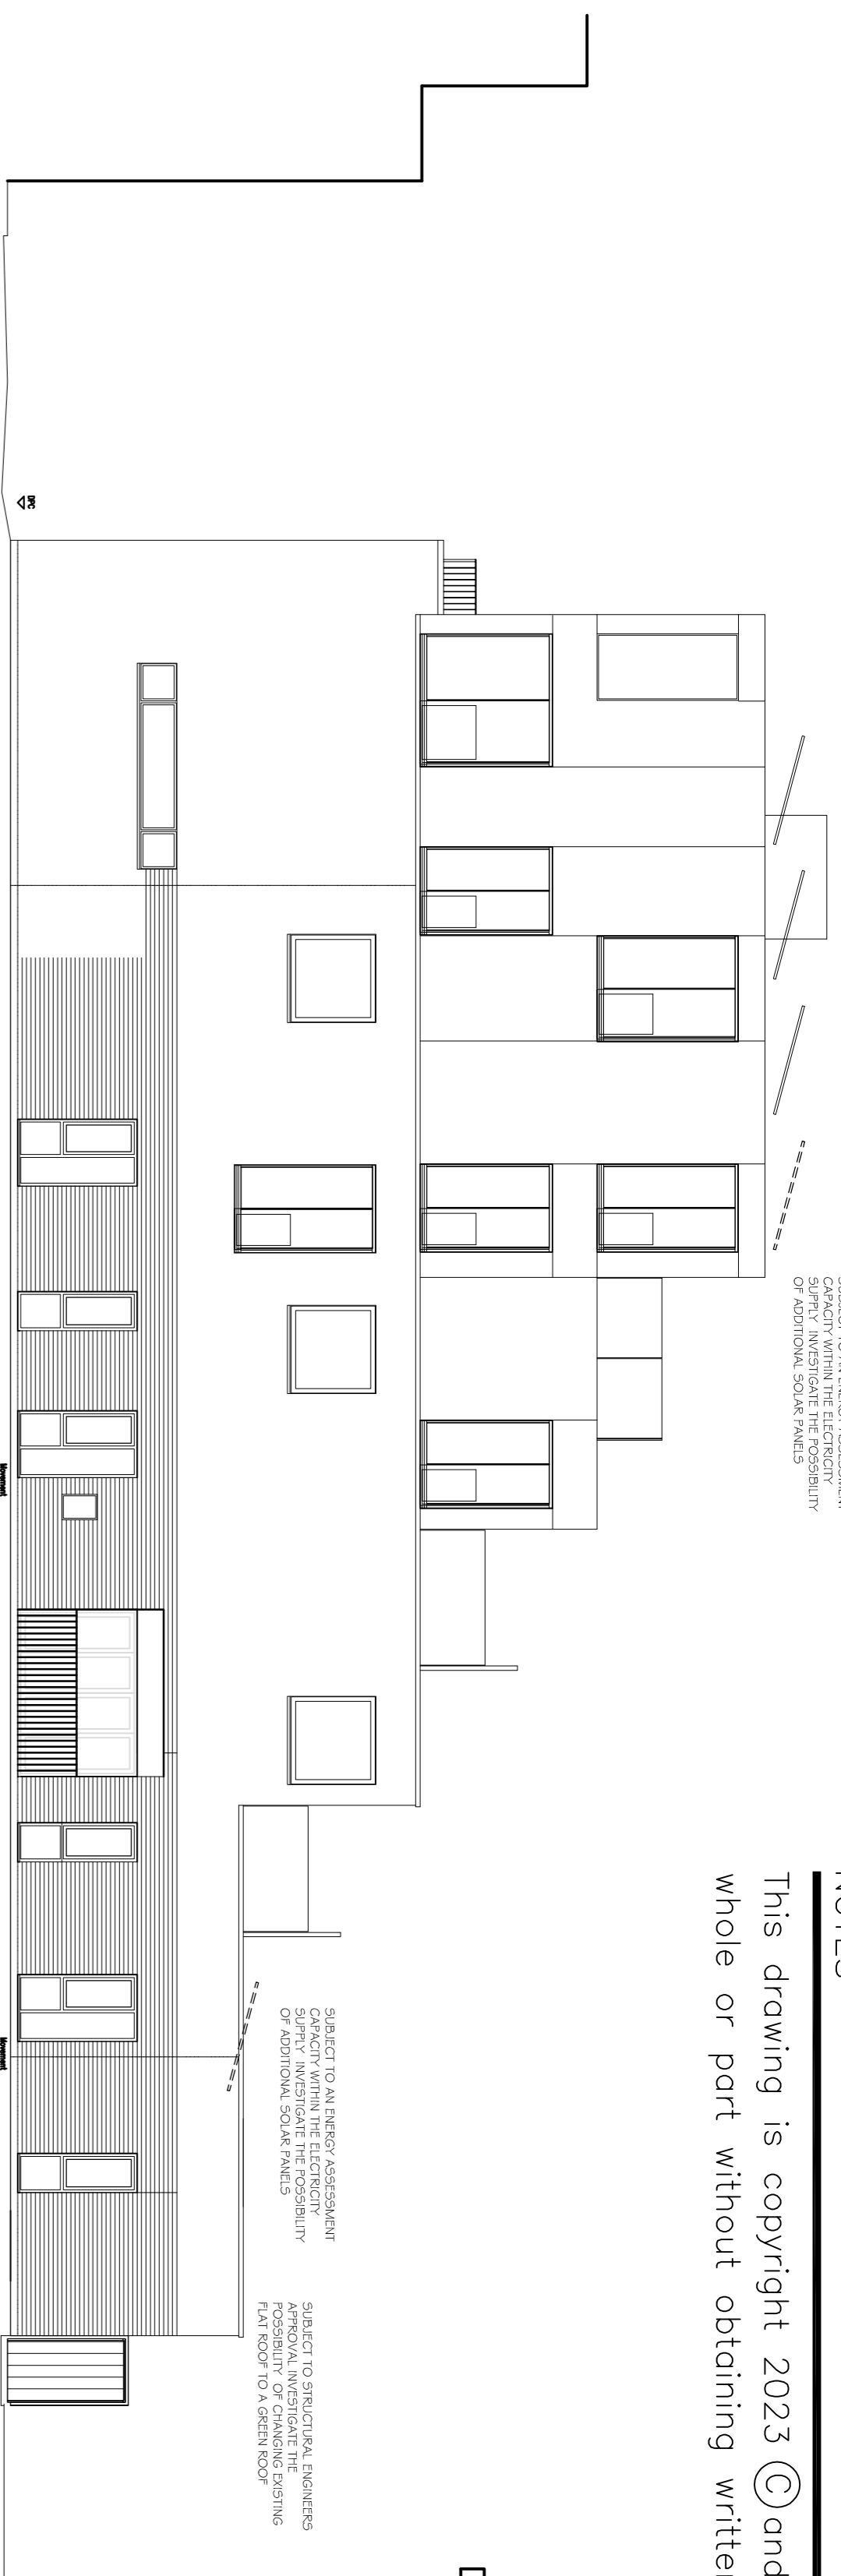 NOTES
This drawing is copyright 2023 © and
whole or part without obtaining written
CAPACITY WITHIN THE ELECTRICITY
SUPPLY INVESTIGATE THE POSSIBILITY
OF ADDITIONAL SOLAR PANELS
SUBJECT TO AN ENERGY ASSESSMENT
CAPACITY WITHIN THE ELECTRICITY
SUPPLY INVESTIGATE THE POSSIBILITY
OF ADDITIONAL SOLAR PANELS
SUBJECT TO STRUCTURAL ENGINEERS
APPROVAL INVESTIGATE THE
POSSIBILITY OF CHANGING EXISTING
FLAT ROOF TO A GREEN ROOF
DPC
Movement
Movement